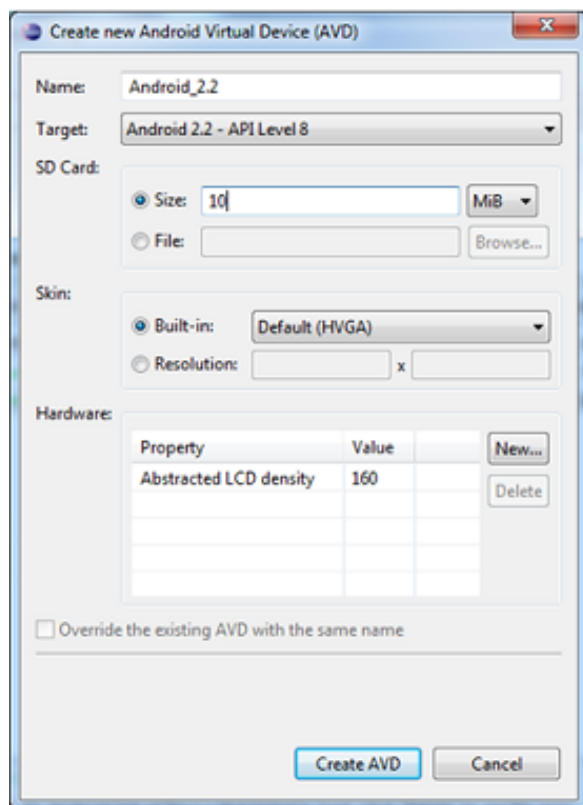 Create new Android Virtual Device (AVD)
Name: Android_2.2
Target: Android 2.2 - API Level 8
SD Card:
Size: 10 MiB
File: Browse...
Skin:
Built-in: Default (HVGA)
Resolution: x
Hardware:
Property Value New...
Abstracted LCD density 160 Delete
Override the existing AVD with the same name
Create AVD Cancel